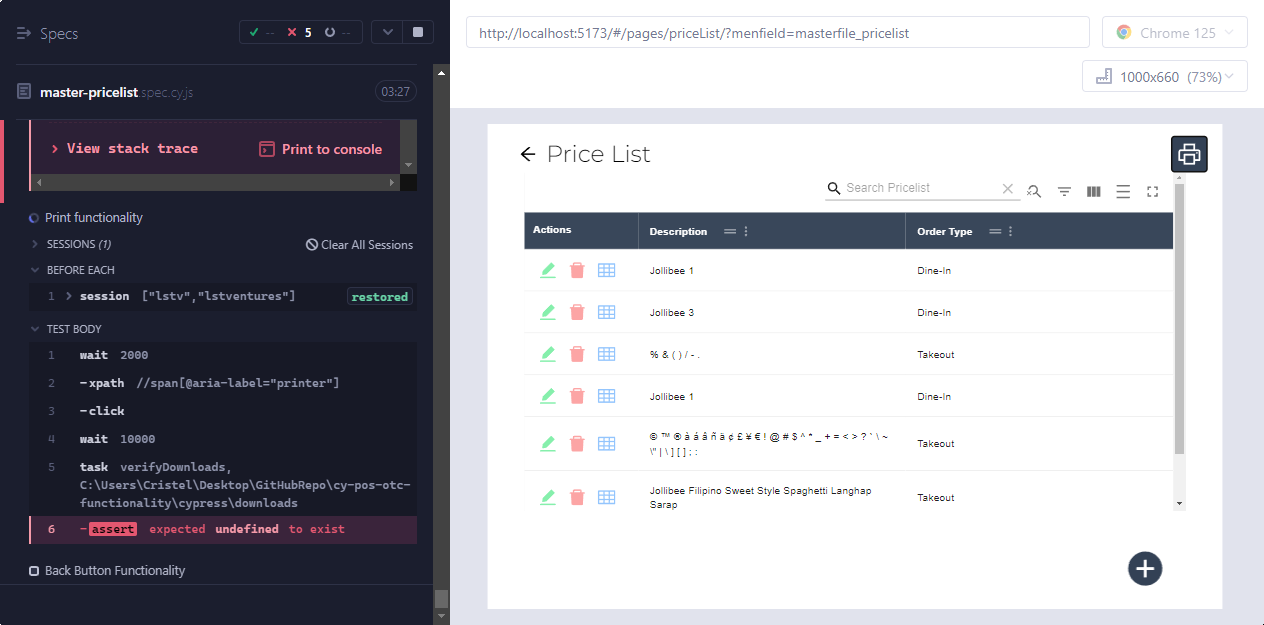 Specs
-- 5 --
master-pricelist spec.cy.js 03:27
View stack trace Print to console
Print functionality
SESSIONS (1) Clear All Sessions
BEFORE EACH
1 session ["lstv","lstventures"] restored
TEST BODY
1 wait 2000
2 -xpath //span[@aria-label="printer"]
3 -click
4 wait 10000
5 task verifyDownloads,
C:\Users\Cristel\Desktop\GitHubRepo\cy-pos-otc-
functionality\cypress\downloads
6 -assert expected undefined to exist
Back Button Functionality
http://localhost:5173/#/pages/priceList/?menfield=masterfile_pricelist
Chrome 125
1000x660 (73%)
Price List
Search Pricelist
Actions Description Order Type
Jollibee 1 Dine-In
Jollibee 3 Dine-In
% & ( ) / - . Takeout
Jollibee 1 Dine-In
© ™ ® à á â ñ ä ¢ £ ¥ € ! @ # $ ^ * _ + = < > ? ` \ ~ Takeout
\" | \ ] [ ] : :
Jollibee Filipino Sweet Style Spaghetti Langhap Takeout
Sarap